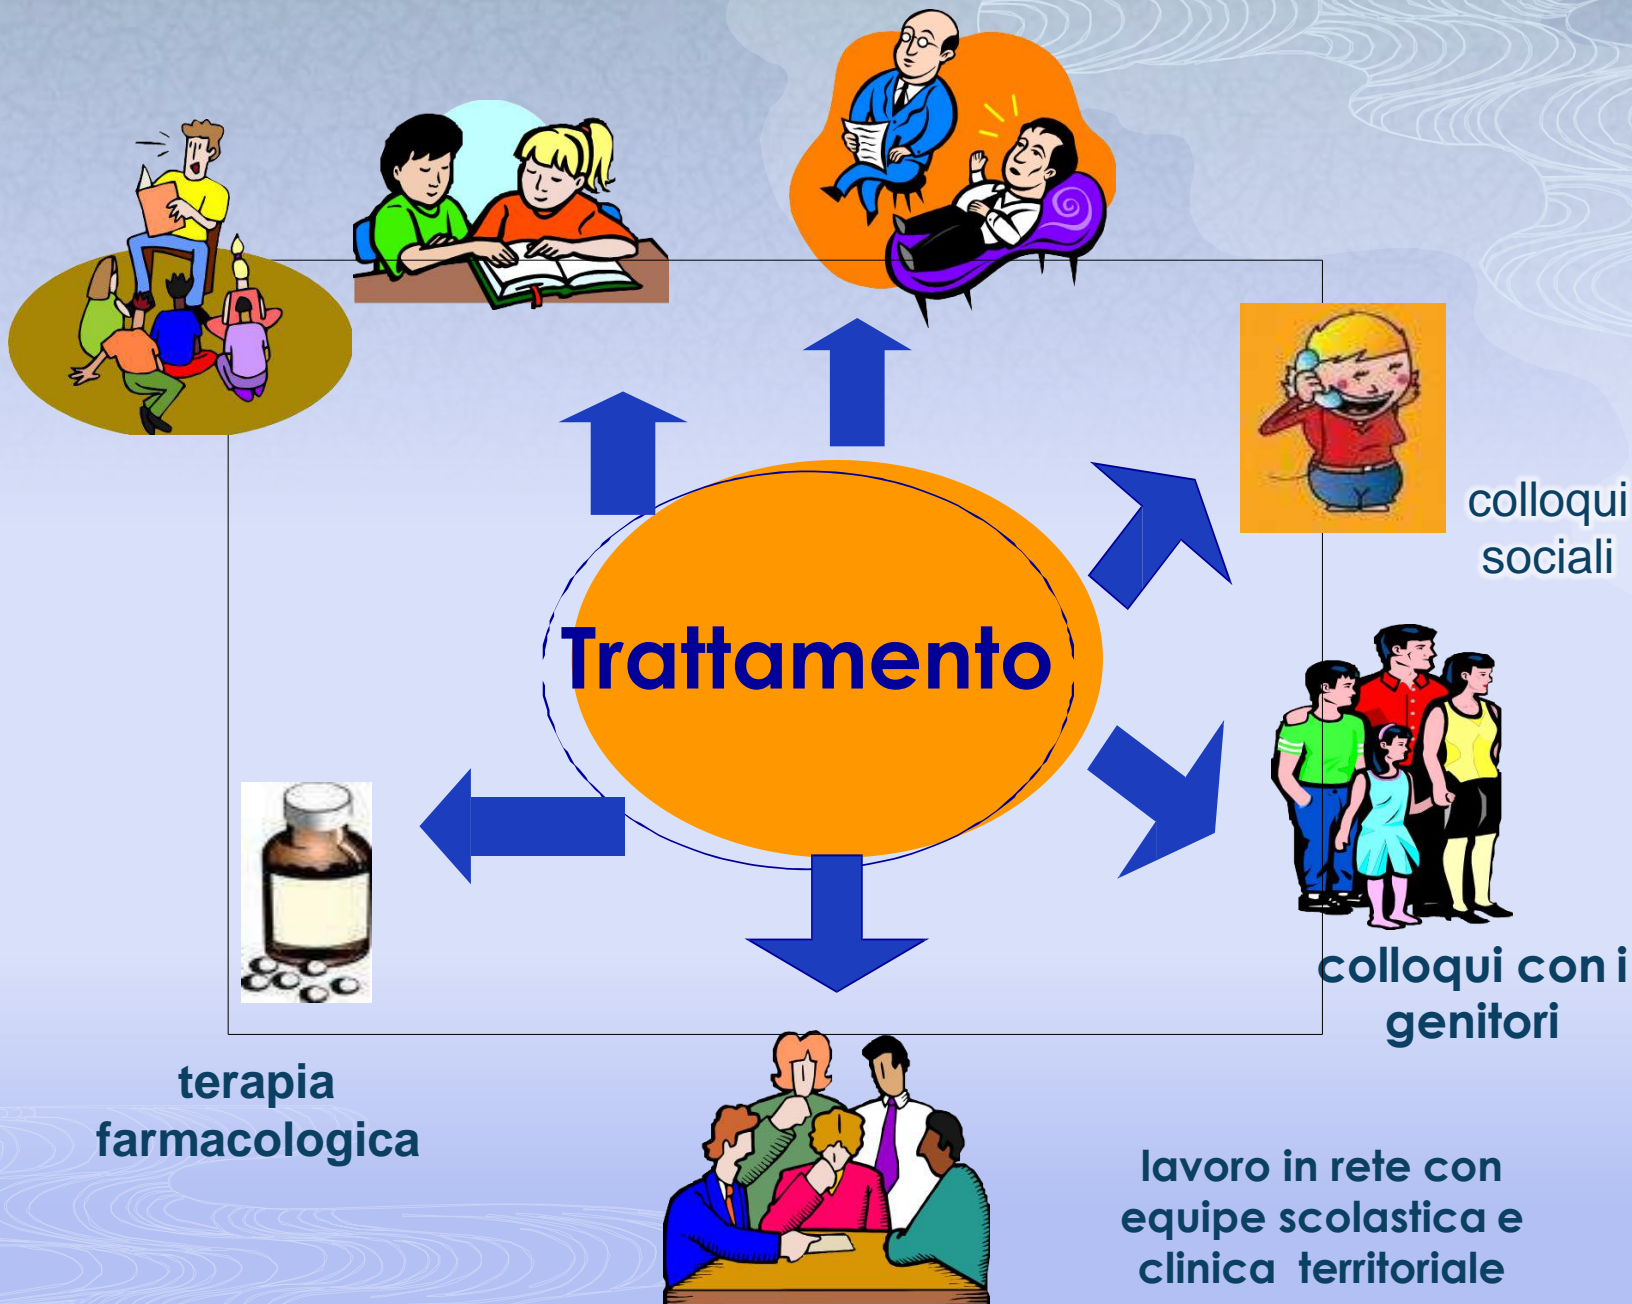 colloqui
sociali
Trattamento
colloqui con i
genitori
terapia
farmacologica
lavoro in rete con
equipe scolastica e
clinica territoriale